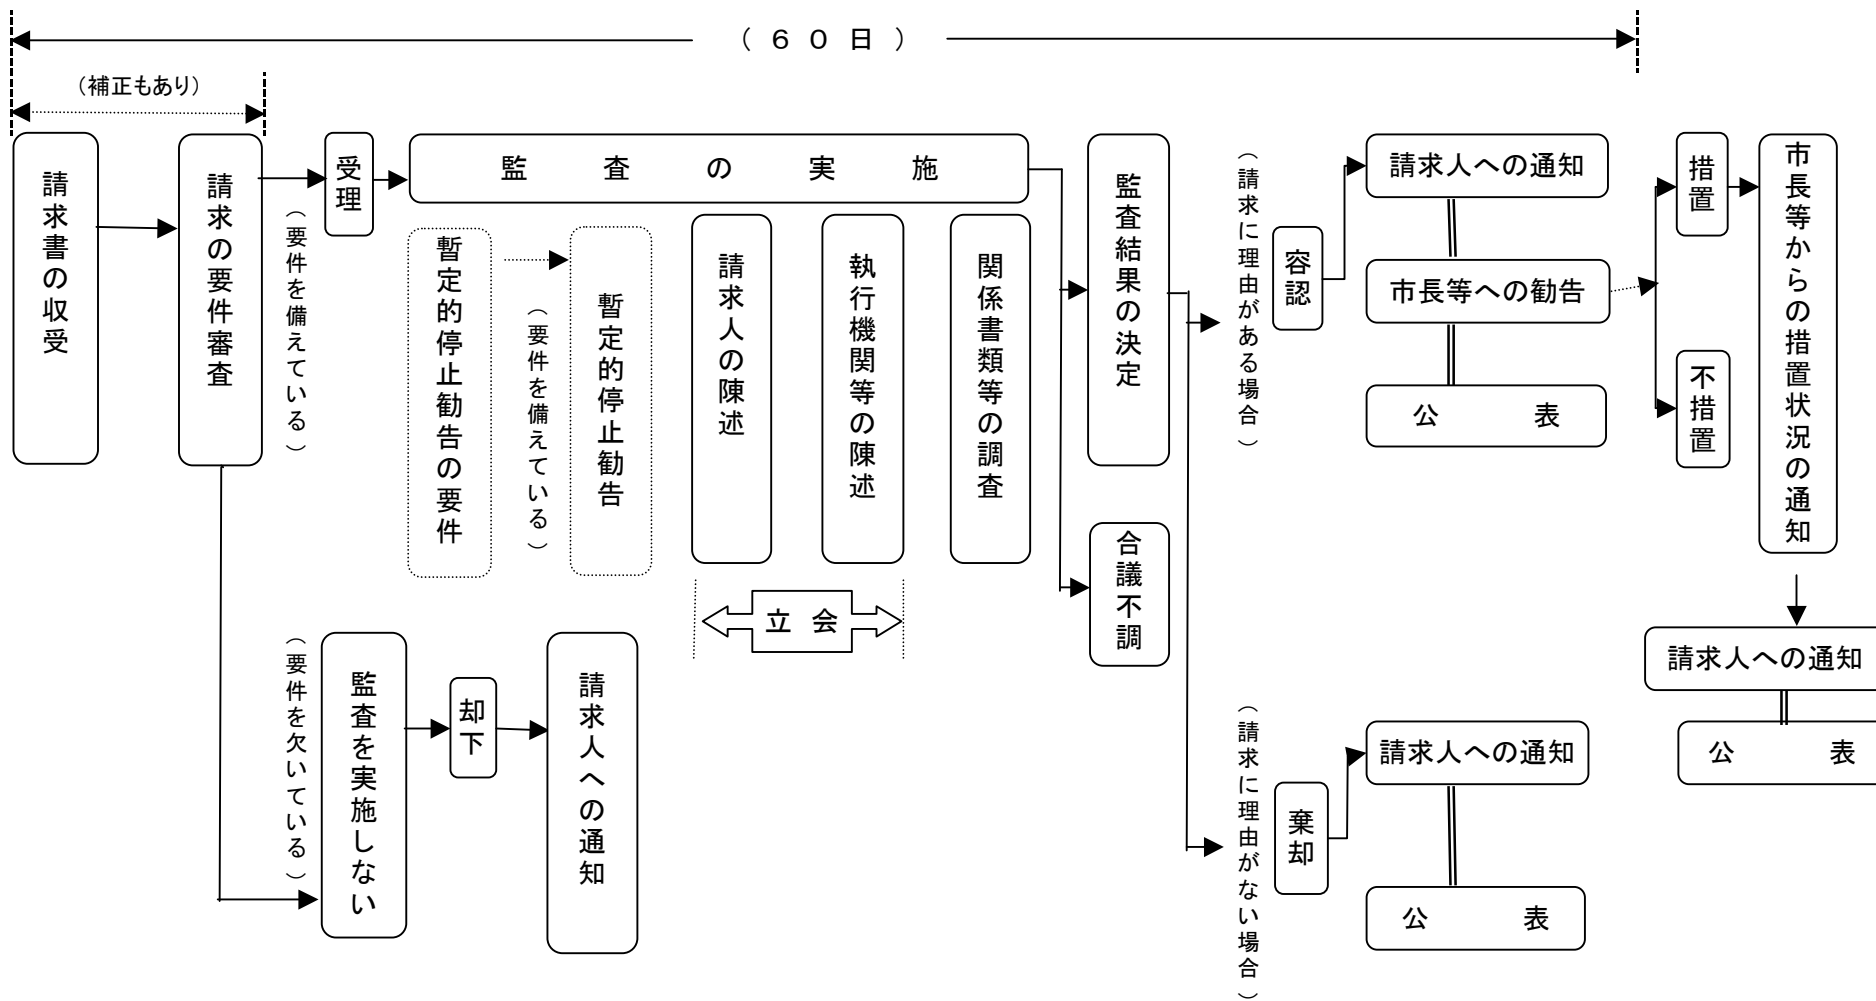 （６０日）
（補正もあり）
請求書の収受
請求の要件審査
（要件を備えている）
受理
監査の実施
暫定的停止勧告の要件
（要件を備えている）
暫定的停止勧告
請求人の陳述
執行機関等の陳述
関係書類等の調査
立会
監査結果の決定
合議不調
（請求に理由がある場合）
容認
請求人への通知
市長等への勧告
公表
措置
不措置
市長等からの措置状況の通知
請求人への通知
公表
（要件を欠いている）
監査を実施しない
却下
請求人への通知
（請求に理由がない場合）
棄却
請求人への通知
公表